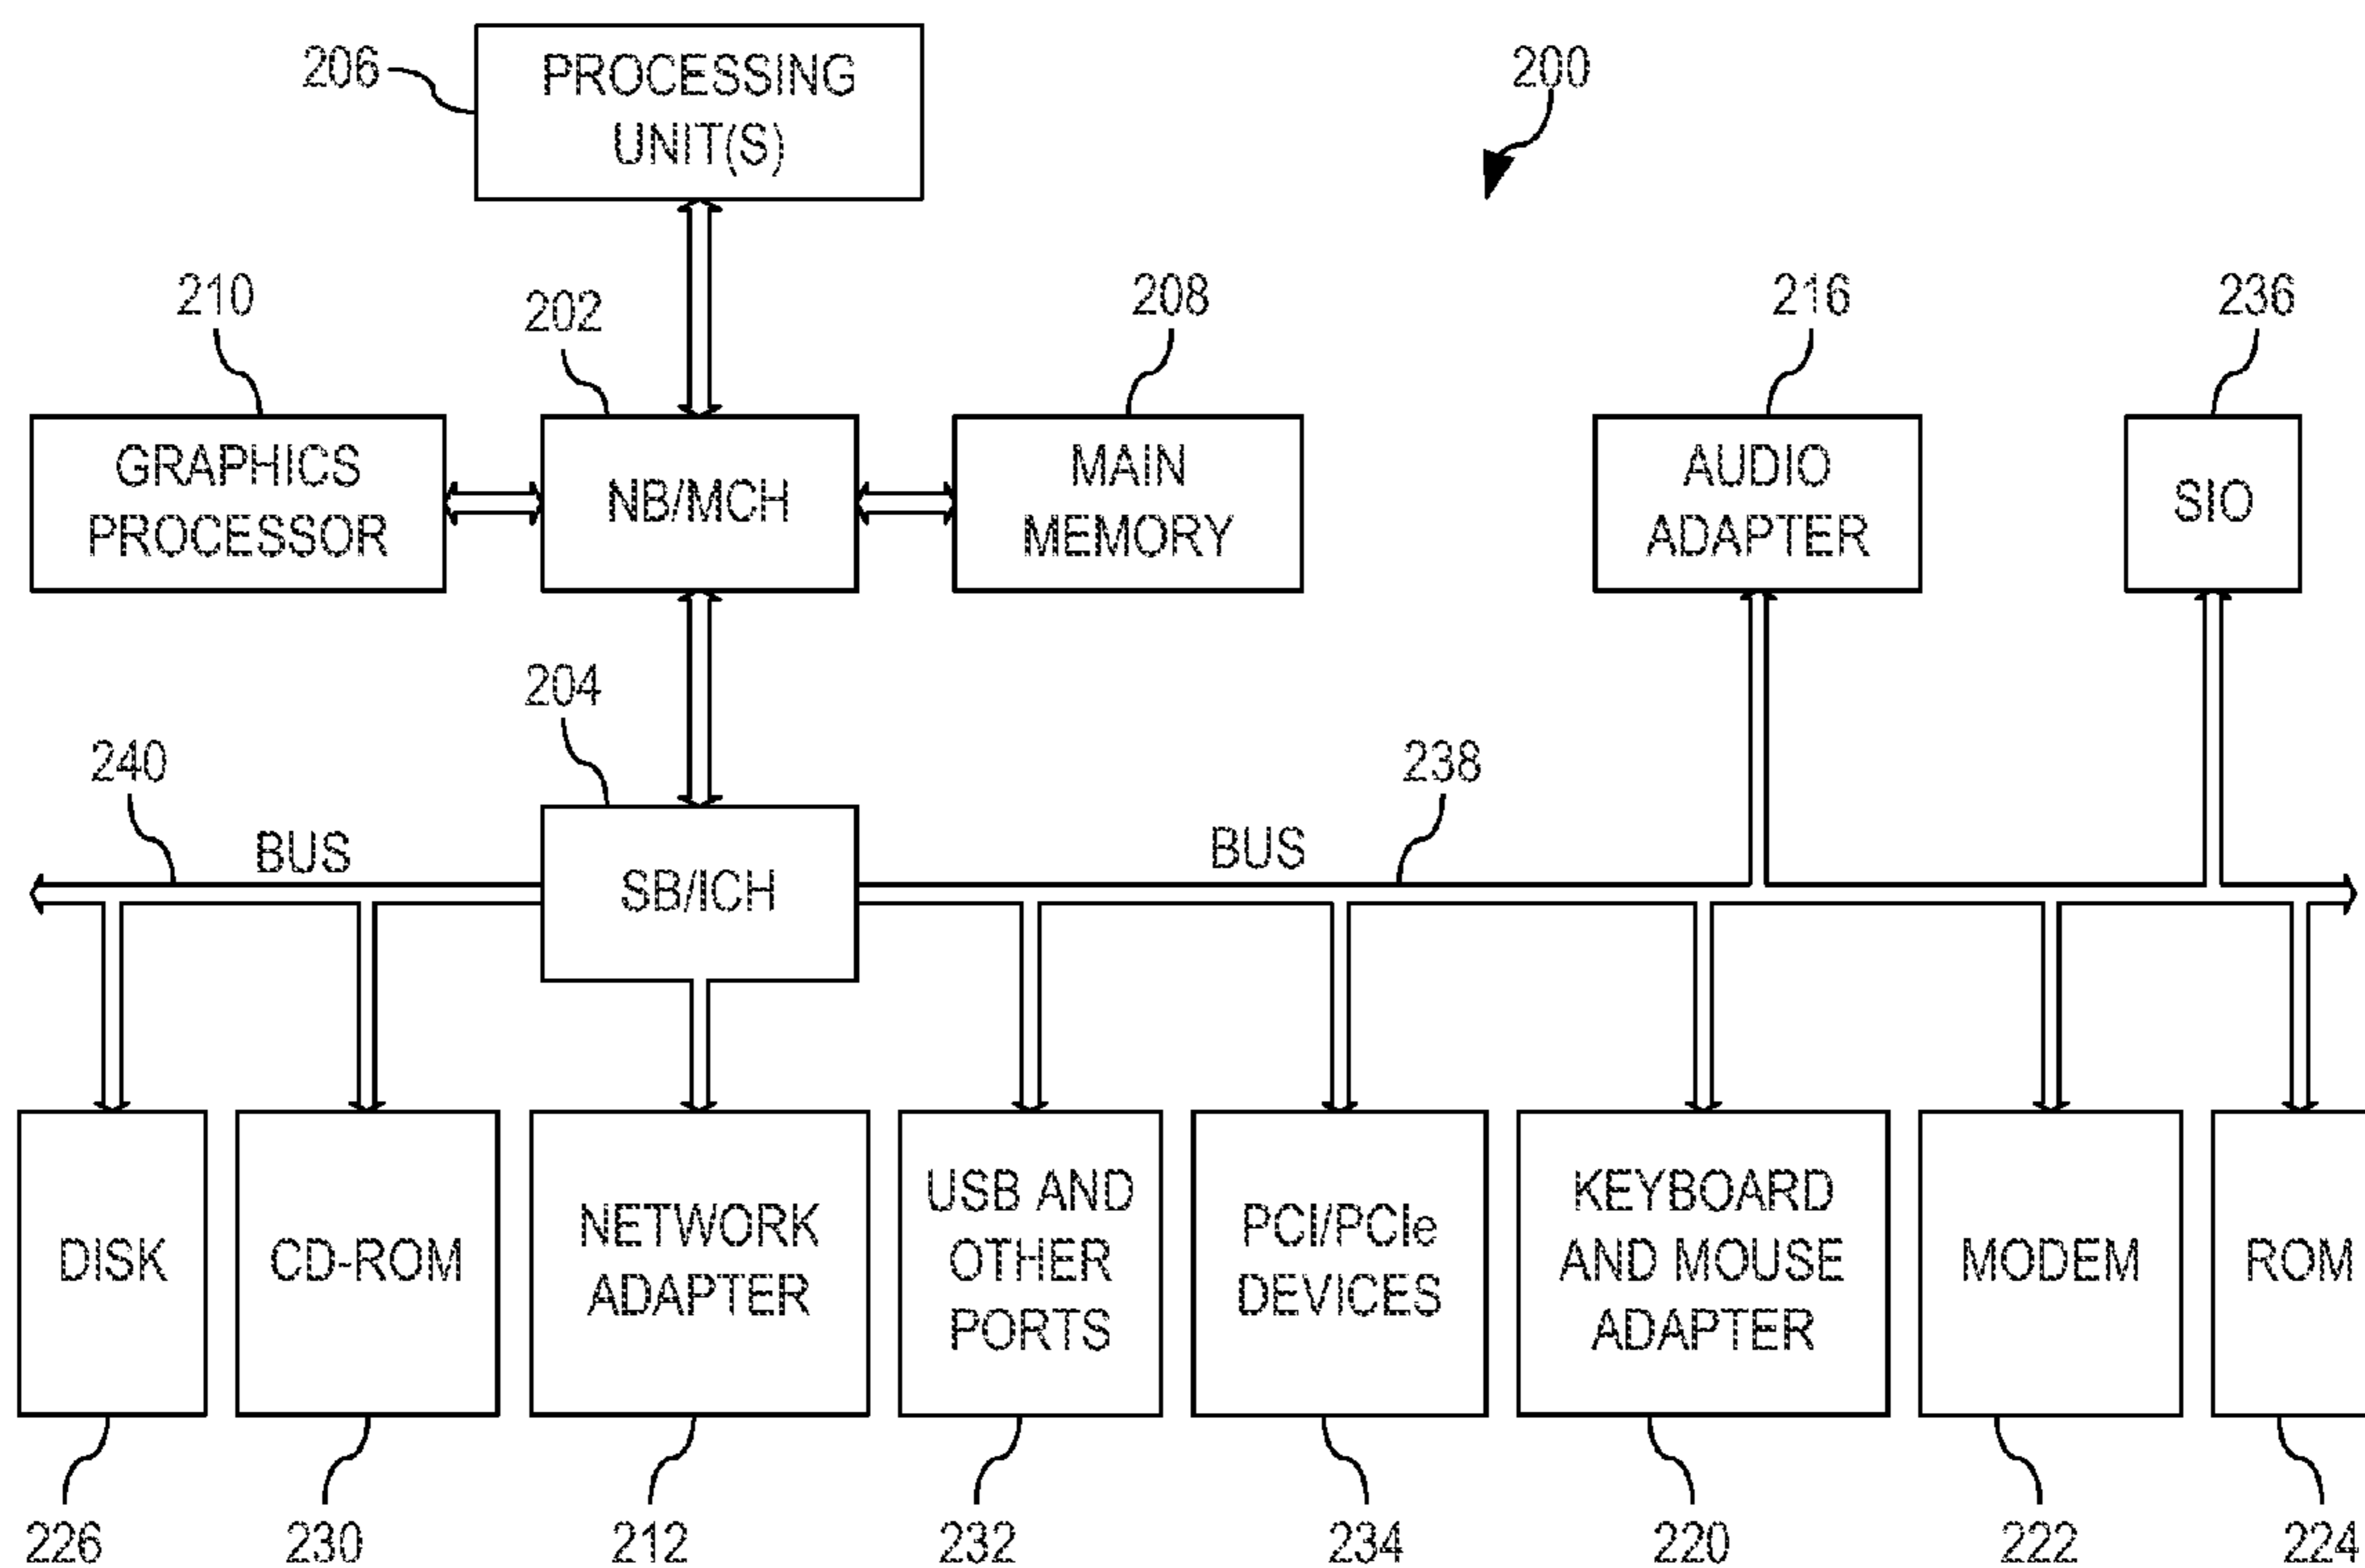 206
PROCESSING
UNIT(S)
200
210
202
208
216
236
GRAPHICS
PROCESSOR
NB/MCH
MAIN
MEMORY
AUDIO
ADAPTER
SIO
204
240
238
BUS
BUS
SB/ICH
DISK
CD-ROM
NETWORK
ADAPTER
USB AND
OTHER
PORTS
PCI/PCIe
DEVICES
KEYBOARD
AND MOUSE
ADAPTER
MODEM
ROM
226
230
212
232
234
220
222
224